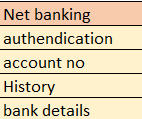 Net banking
authendication
account no
History
bank details